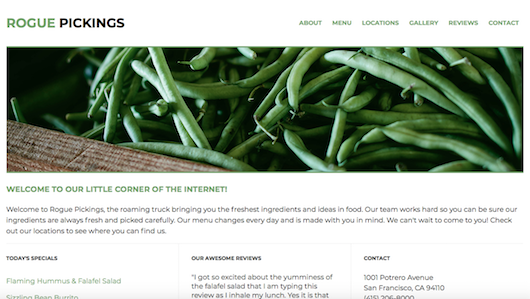 ROGUE PICKINGS
ABOUT MENU LOCATIONS GALLERY REVIEWS CONTACT
WELCOME TO OUR LITTLE CORNER OF THE INTERNET!
Welcome to Rogue Pickings, the roaming truck bringing you the freshest ingredients and ideas in food. Our team works hard so you can be sure our
ingredients are always fresh and picked carefully. Our menu changes every day and is made with you in mind. We can't wait to come to you! Check
out our locations to see where you can find us.
TODAY'S SPECIALS
Flaming Hummus & Falafel Salad
Sizzling Bean Burrito
OUR AWESOME REVIEWS
"I got so excited about the yumminess of
the falafel salad that I am typing this
review as I inhale my lunch. Yes it is that
CONTACT
1001 Potrero Avenue
San Francisco, CA 94110
(415) 206-8000